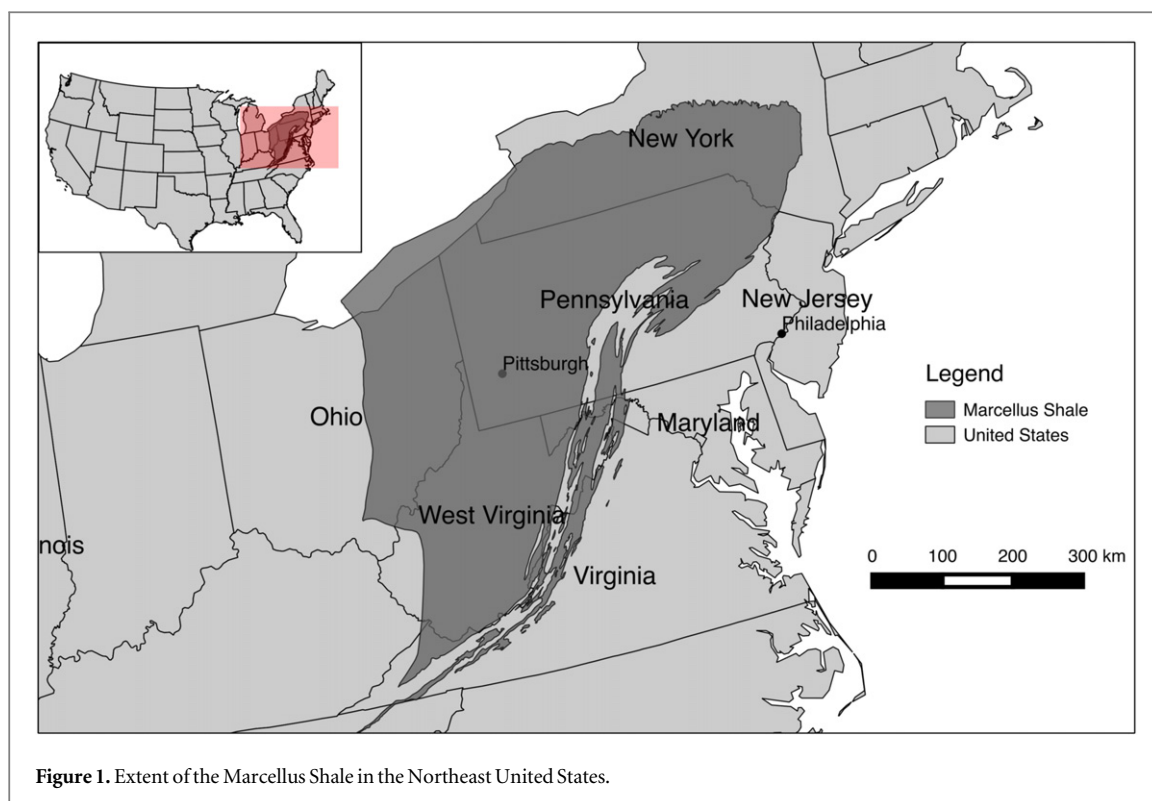 New York
Pennsylvania
New Jersey
Philadelphia
Pittsburgh
Ohio
Maryland
West Virginia
nois
Virginia
Legend
Marcellus Shale
United States
0 100 200 300 km
Figure 1. Extent of the Marcellus Shale in the Northeast United States.